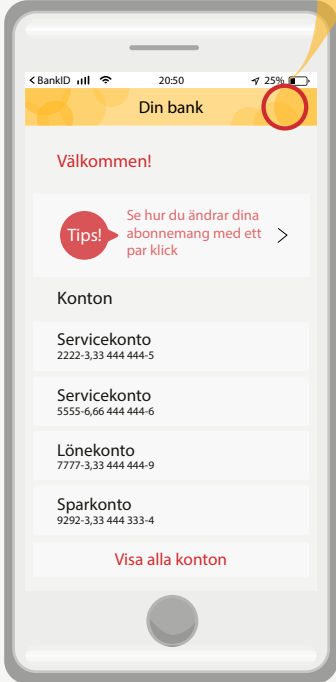 BankID 20:50 25%
Din bank
Välkommen!
Tips!
Se hur du ändrar dina
abonnemang med ett
par klick
Konton
Servicekonto
2222-3,33 444 444-5
Servicekonto
5555-6,66 444 444-6
Lönekonto
7777-3,33 444 444-9
Sparkonto
9292-3,33 444 333-4
Visa alla konton